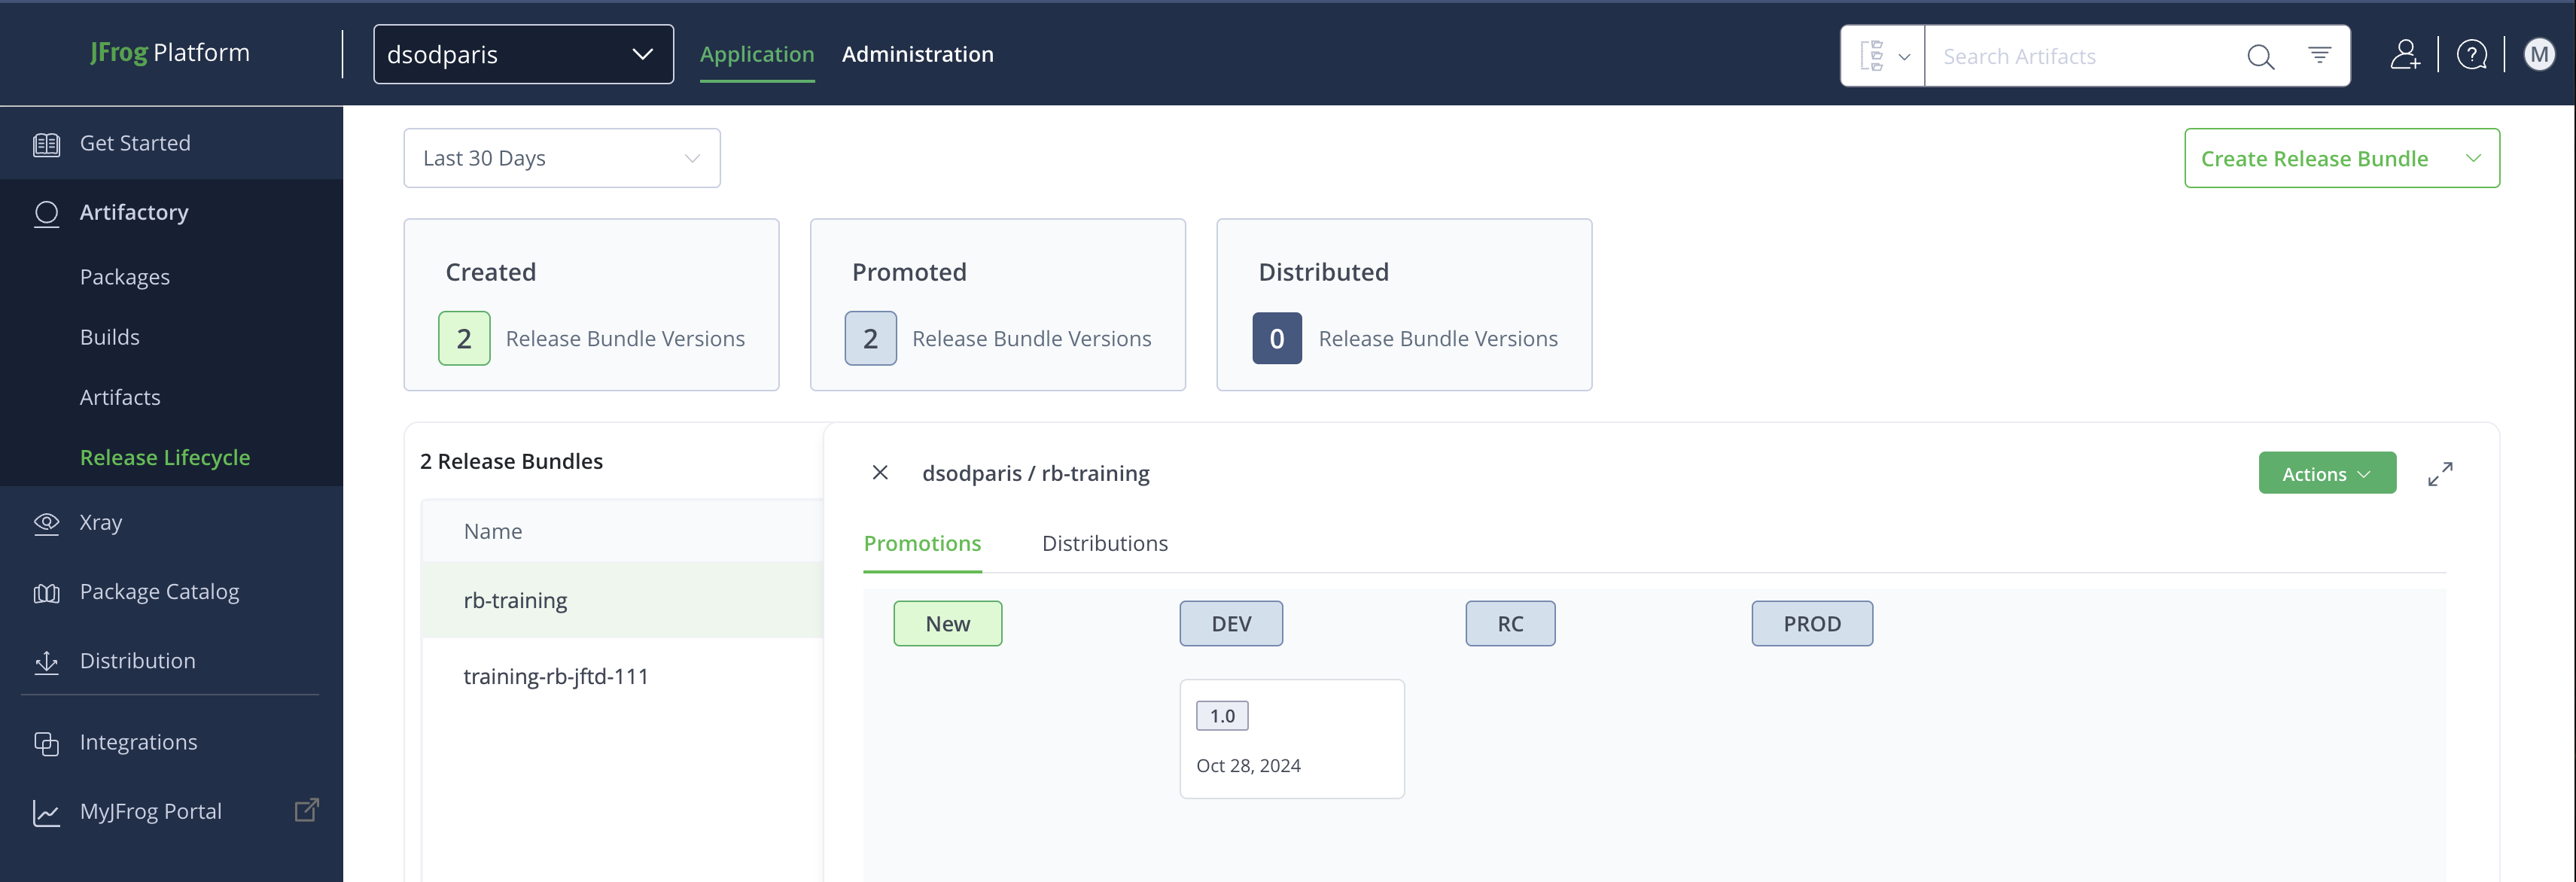 JFrog Platform
dsodparis
Application
Administration
Search Artifacts
?
M
Get Started
Artifactory
Packages
Builds
Artifacts
Release Lifecycle
Xray
Package Catalog
Distribution
Integrations
MyJFrog Portal
Last 30 Days
Create Release Bundle
Created
2 Release Bundle Versions
Promoted
2 Release Bundle Versions
Distributed
0 Release Bundle Versions
2 Release Bundles
Name
rb-training
training-rb-jftd-111
dsodparis / rb-training
Actions
Promotions
Distributions
New
DEV
RC
PROD
1.0
Oct 28, 2024